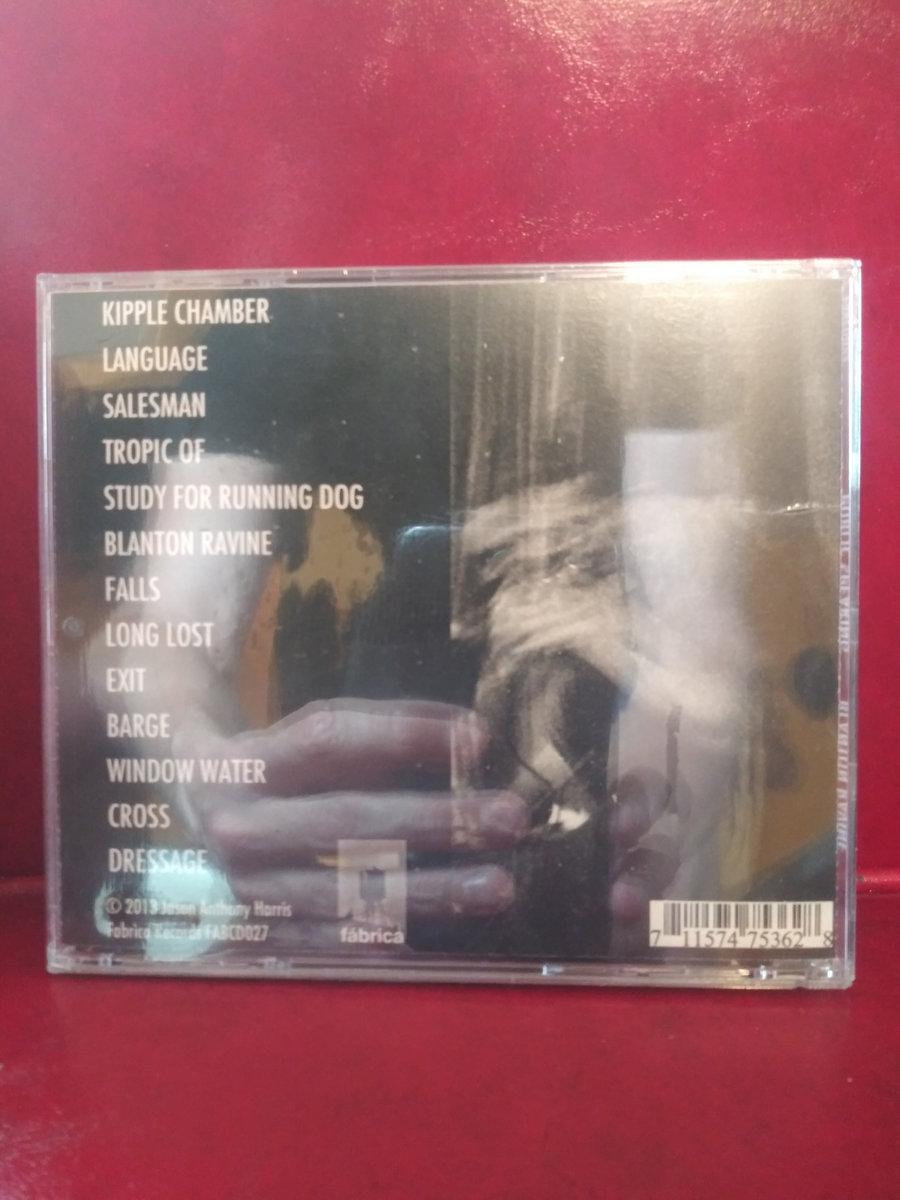 KIPPLE CHAMBER
LANGUAGE
SALESMAN
TROPIC OF
STUDY FOR RUNNING DOG
BLANTON RAVINE
FALLS
LONG LOST
EXIT
BARGE
WINDOW WATER
CROSS
DRESSAGE
© 2013 Jason Anthony Harris
Fabrica Records FABCD027
fábrica
7 11574 75362 8